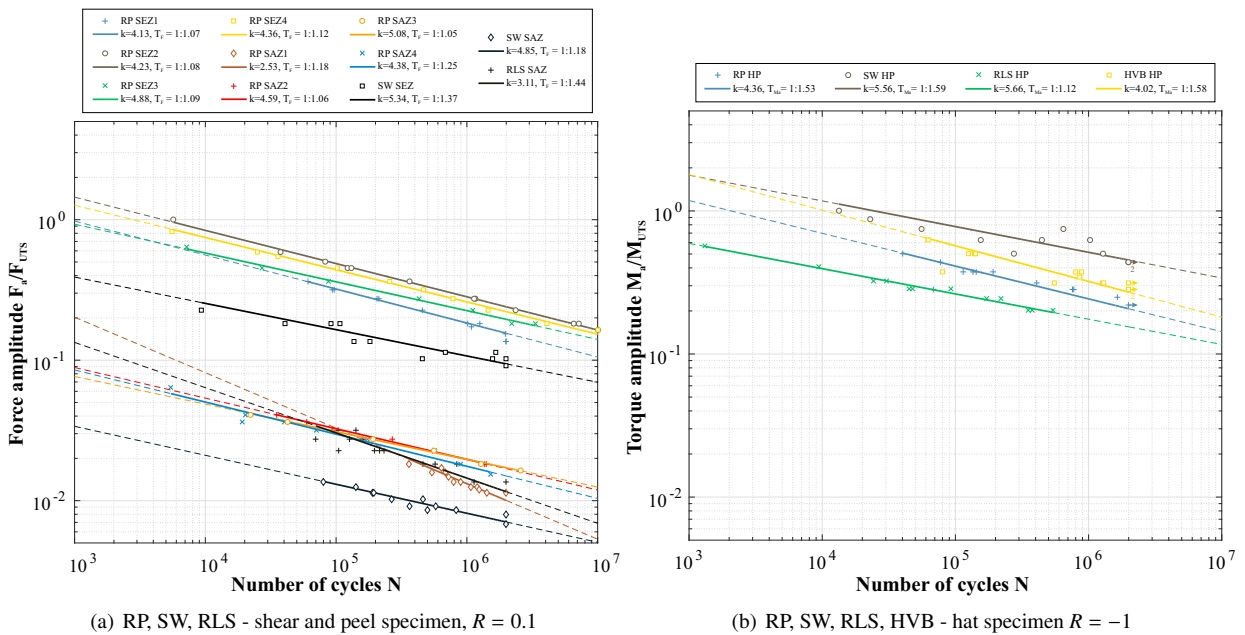 RP SEZ1
k=4.13, T_F = 1:1.07
RP SEZ2
k=4.23, T_F = 1:1.08
RP SEZ3
k=4.88, T_F = 1:1.09
RP SEZ4
k=4.36, T_F = 1:1.12
RP SAZ1
k=2.53, T_F = 1:1.18
RP SAZ2
k=4.59, T_F = 1:1.06
RP SAZ3
k=5.08, T_F = 1:1.05
RP SAZ4
k=4.38, T_F = 1:1.25
SW SEZ
k=5.34, T_F = 1:1.37
SW SAZ
k=4.85, T_F = 1:1.18
RLS SAZ
k=3.11, T_F = 1:1.44
Force amplitude F_a/F_UTS
10^0
10^-1
10^-2
10^3 10^4 10^5 10^6 10^7
Number of cycles N
(a) RP, SW, RLS - shear and peel specimen, R = 0.1
RP HP
k=4.36, T_Ma= 1:1.53
SW HP
k=5.56, T_Ma= 1:1.59
RLS HP
k=5.66, T_Ma= 1:1.12
HVB HP
k=4.02, T_Ma= 1:1.58
Torque amplitud M_a/M_UTS
10^0
10^-1
10^-2
2
10^3 10^4 10^5 10^6 10^7
Number of cycles N
(b) RP, SW, RLS, HVB - hat specimen R = −1